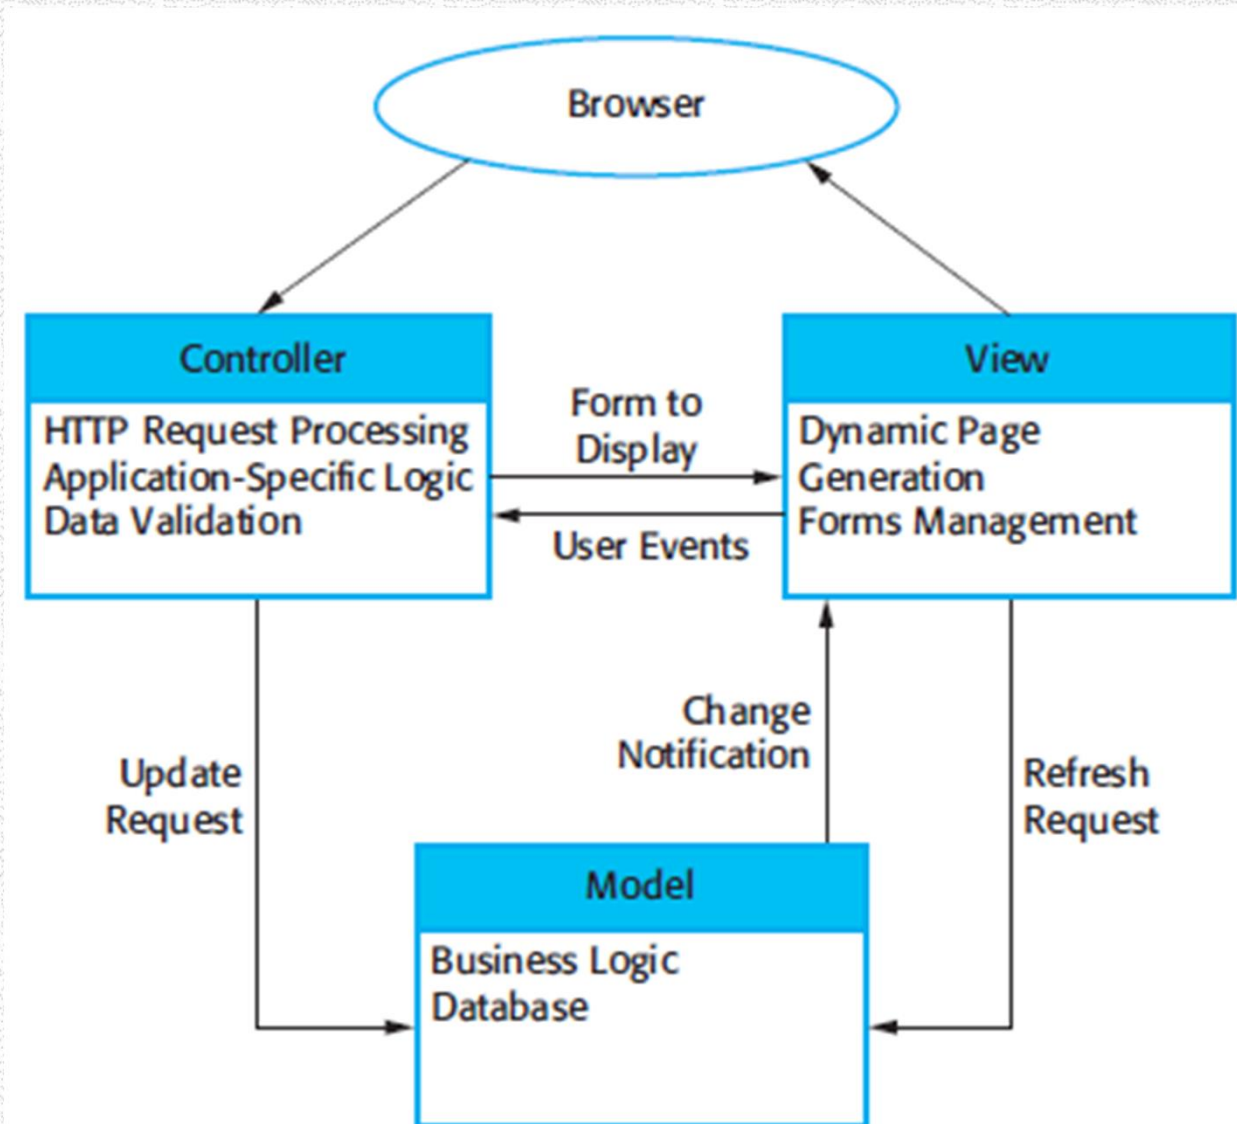 Browser
Controller
HTTP Request Processing
Application-Specific Logic
Data Validation
Form to
Display
User Events
View
Dynamic Page
Generation
Forms Management
Update
Request
Change
Notification
Refresh
Request
Model
Business Logic
Database